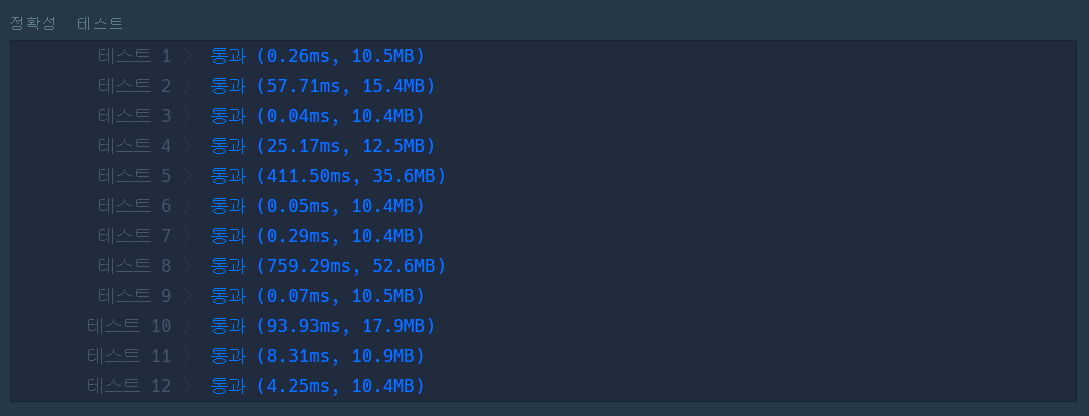 정확성 테스트
테스트 1 〉 통과 (0.26ms, 10.5MB)
테스트 2 〉 통과 (57.71ms, 15.4MB)
테스트 3 〉 통과 (0.04ms, 10.4MB)
테스트 4 〉 통과 (25.17ms, 12.5MB)
테스트 5 〉 통과 (411.50ms, 35.6MB)
테스트 6 〉 통과 (0.05ms, 10.4MB)
테스트 7 〉 통과 (0.29ms, 10.4MB)
테스트 8 〉 통과 (759.29ms, 52.6MB)
테스트 9 〉 통과 (0.07ms, 10.5MB)
테스트 10 〉 통과 (93.93ms, 17.9MB)
테스트 11 〉 통과 (8.31ms, 10.9MB)
테스트 12 〉 통과 (4.25ms, 10.4MB)